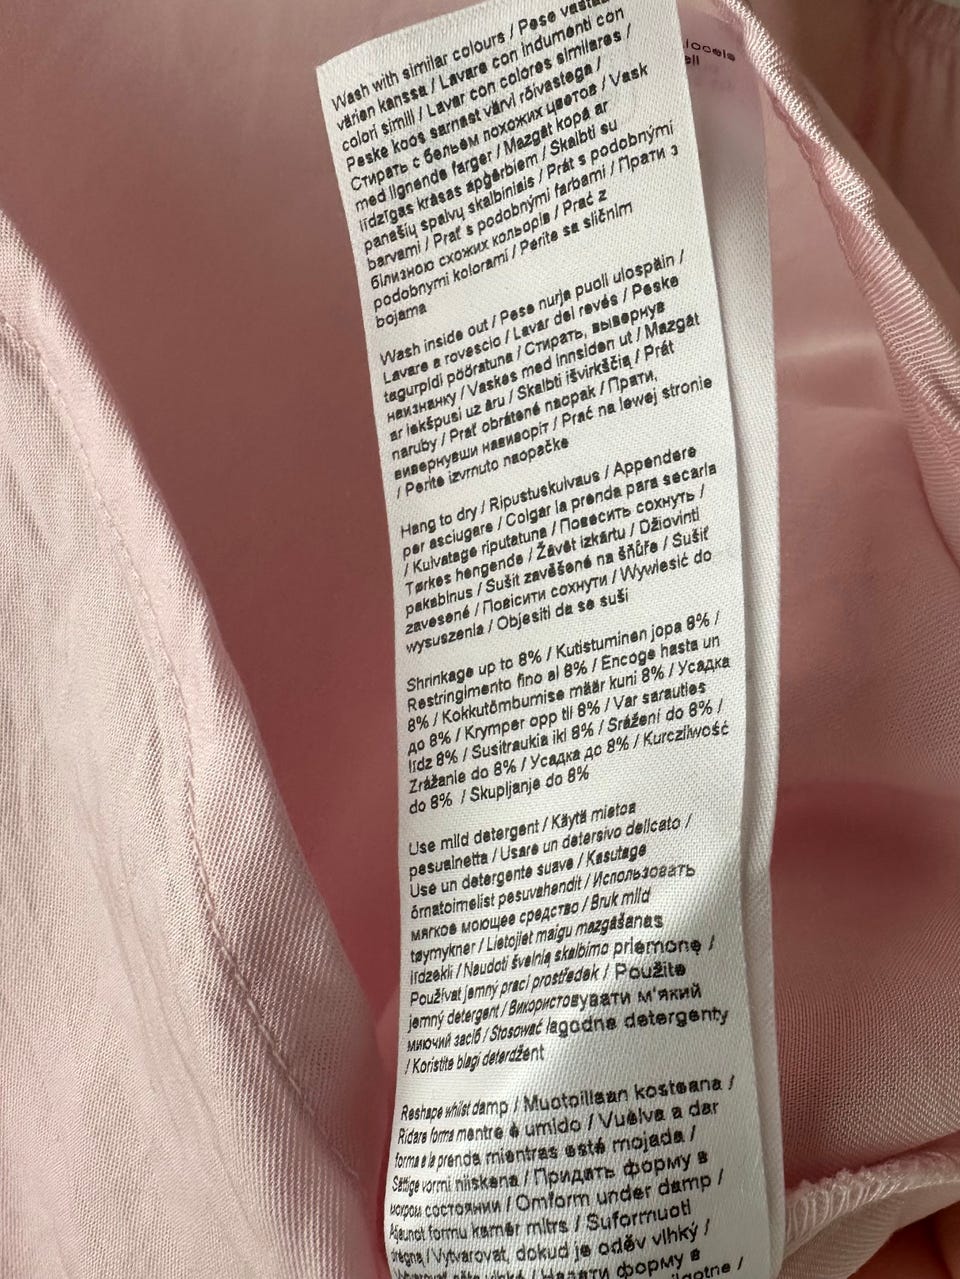 Wash with similar colours / Pese
värien kanssa / Lavare con indumenti con
colori simili / Lavar con colores similares /
Peske koos sarnast värvi rõivastega /
Стирать с бельем похожих цветов / Vask
med lignende farger / Mazgāt kopā ar
līdzīgas krāsas apģērbiem / Skalbti su
panašių spalvų skalbiniais / Prát s podobnými
barvami / Prať s podobnými farbami / Прати з
білизною схожих кольорів / Prać z
podobnymi kolorami / Perite sa sličnim
bojama
Wash inside out / Pese nurja puoli ulospäin /
Lavare a rovescio / Lavar del revés / Peske
tagurpidi pööratuna / Стирать, вывернув
наизнанку / Vaskes med innsiden ut / Mazgāt
ar iekšpusi uz āru / Skalbti išvirkščią / Prát
naruby / Prať obrátené naopak / Прати,
вивернувши навиворіт / Prać na lewej stronie
/ Perite izvrnuto naopačke
Hang to dry / Ripustuskuivaus / Appendere
per asciugare / Colgar la prenda para secarla
/ Kuivatage riputatuna / Повесить сохнуть /
Tørkes hengende / Žāvēt izkārtu / Džiovinti
pakabinus / Sušit zavěšené na šňůře / Sušiť
zavesené / Повісити сохнути / Wywiesić do
wysuszenia / Objesiti da se suši
Shrinkage up to 8% / Kutistuminen jopa 8% /
Restringimento fino al 8% / Encoge hasta un
8% / Kokkutõmbumise määr kuni 8% / Усадка
до 8% / Krymper opp til 8% / Var sarauties
līdz 8% / Susitraukia iki 8% / Srážení do 8% /
Zrážanie do 8% / Усадка до 8% / Kurczliwość
do 8% / Skupljanje do 8%
Use mild detergent / Käytä mietoa
pesuainetta / Usare un detersivo delicato /
Use un detergente suave / Kasutage
õrnatoimelist pesuvahendit / Использовать
мягкое моющее средство / Bruk mild
tøymykner / Lietojiet maigu mazgāšanas
līdzekli / Naudoti švelnią skalbimo priemonę /
Používat jemný prací prostředek / Použite
jemný detergent / Використовувати м'який
миючий засіб / Stosować łagodne detergenty
/ Koristite blagi deterdžent
Reshape whilst damp / Muotoillaan kosteana /
Ridare forma mentre è umido / Vuelva a dar
forma a la prenda mientras esté mojada /
Sättige vormi niiskena / Придать форму в
мокром состоянии / Omform under damp /
formu kamēr mitrs / Suformuoti
drėgną / Vytvarovat, dokud je oděv vlhký /
форму в